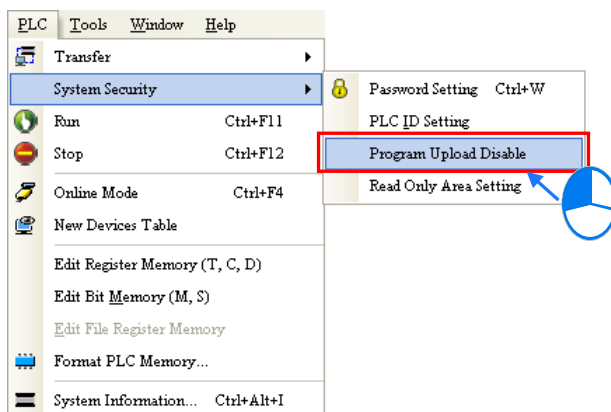 PLC Tools Window Help
Transfer
System Security
Run Ctrl+F11
Stop Ctrl+F12
Online Mode Ctrl+F4
New Devices Table
Edit Register Memory (T, C, D)
Edit Bit Memory (M, S)
Edit File Register Memory
Format PLC Memory...
System Information... Ctrl+Alt+I
Password Setting Ctrl+W
PLC ID Setting
Program Upload Disable
Read Only Area Setting